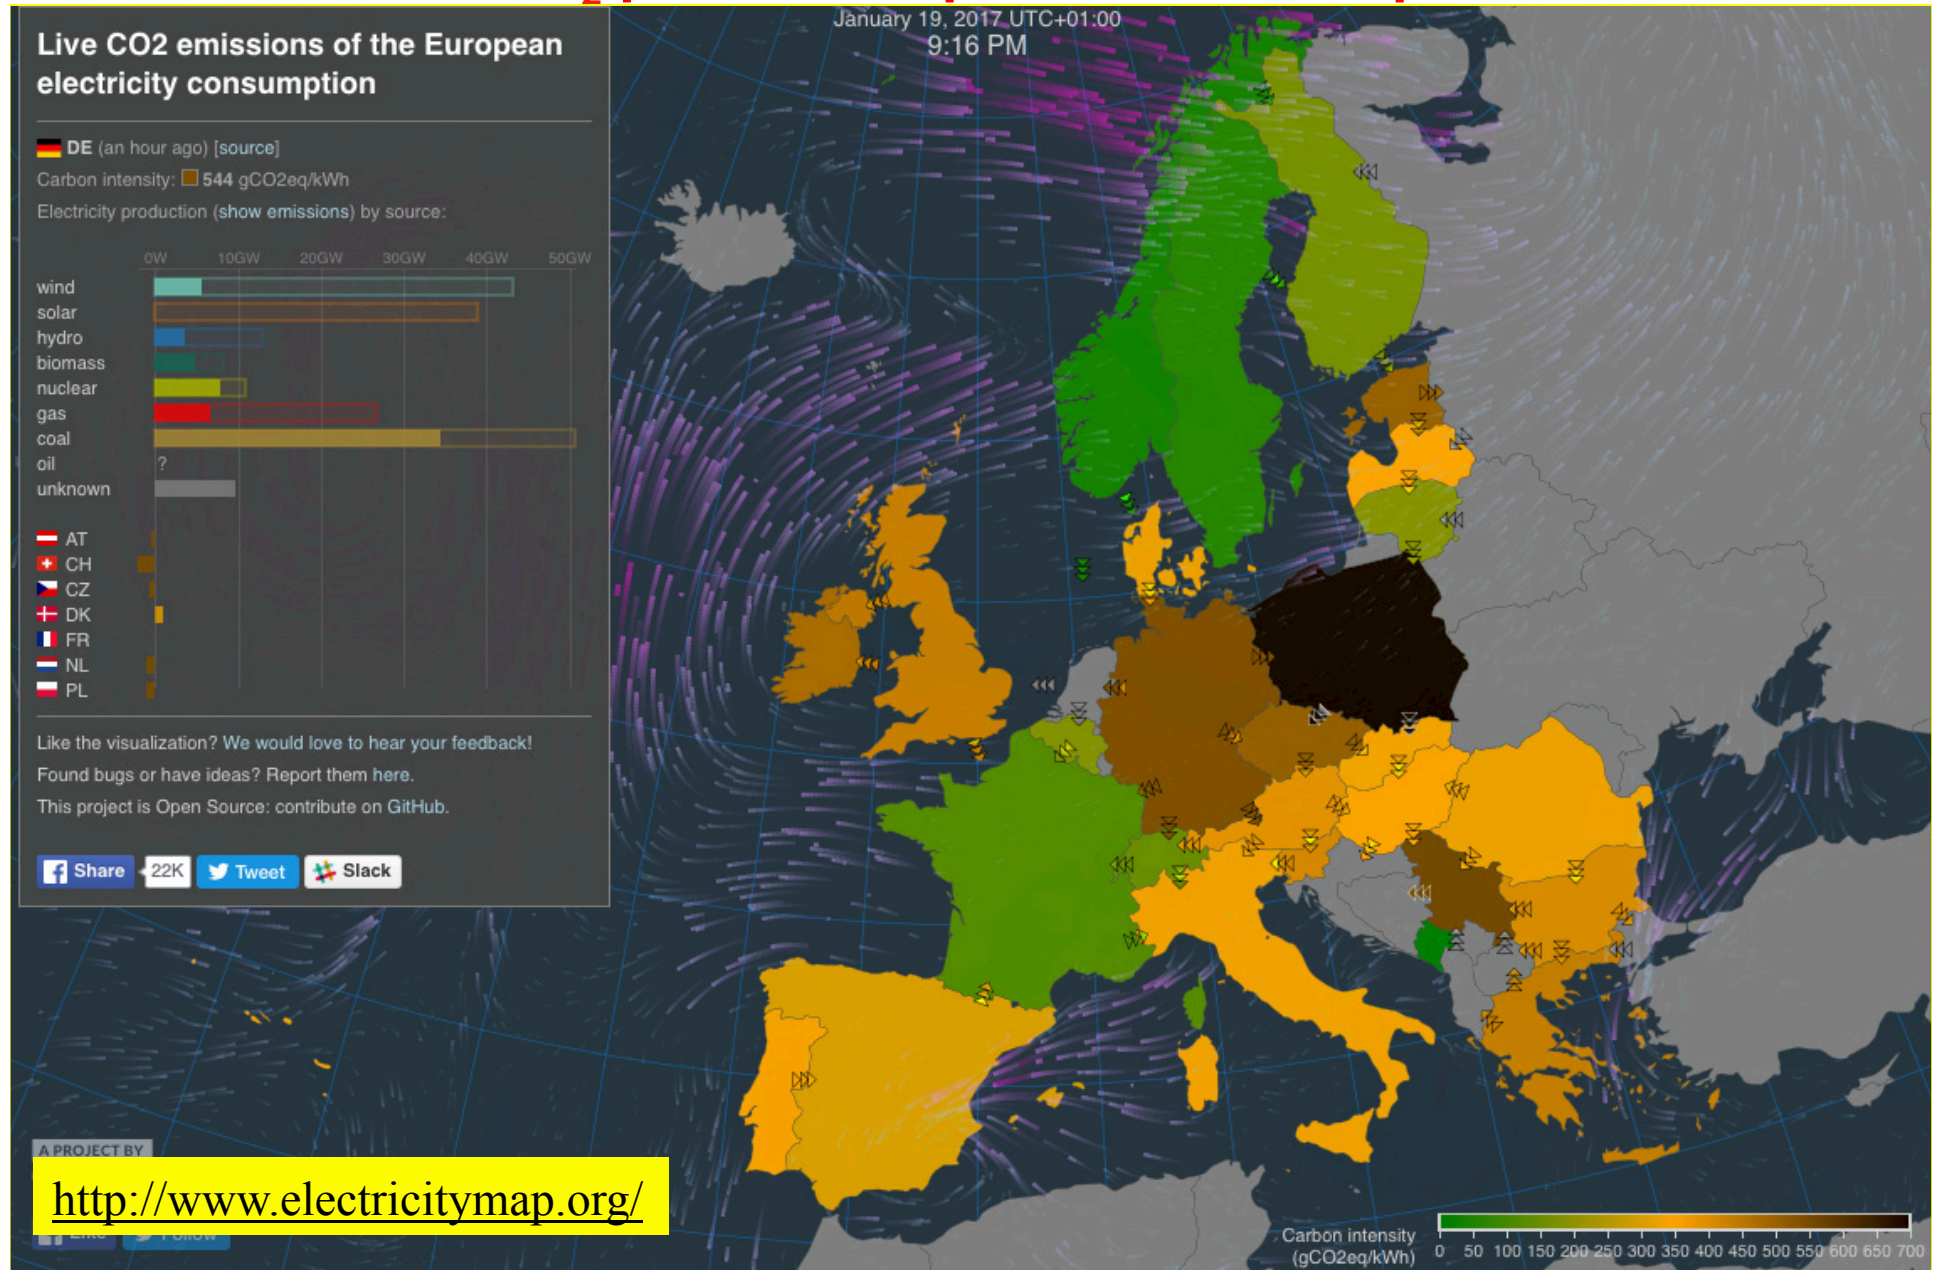 January 19, 2017 UTC+01:00
9:16 PM
Live CO2 emissions of the European
electricity consumption
DE (an hour ago) [source]
Carbon intensity: 544 gCO2eq/kWh
Electricity production (show emissions) by source:
0W 10GW 20GW 30GW 40GW 50GW
wind
solar
hydro
biomass
nuclear
gas
coal
oil ?
unknown
AT
CH
CZ
DK
FR
NL
PL
Like the visualization? We would love to hear your feedback!
Found bugs or have ideas? Report them here.
This project is Open Source: contribute on GitHub.
Share 22K Tweet Slack
A PROJECT BY
http://www.electricitymap.org/
Like Follow
Carbon intensity
(gCO2eq/kWh)
0 50 100 150 200 250 300 350 400 450 500 550 600 650 700